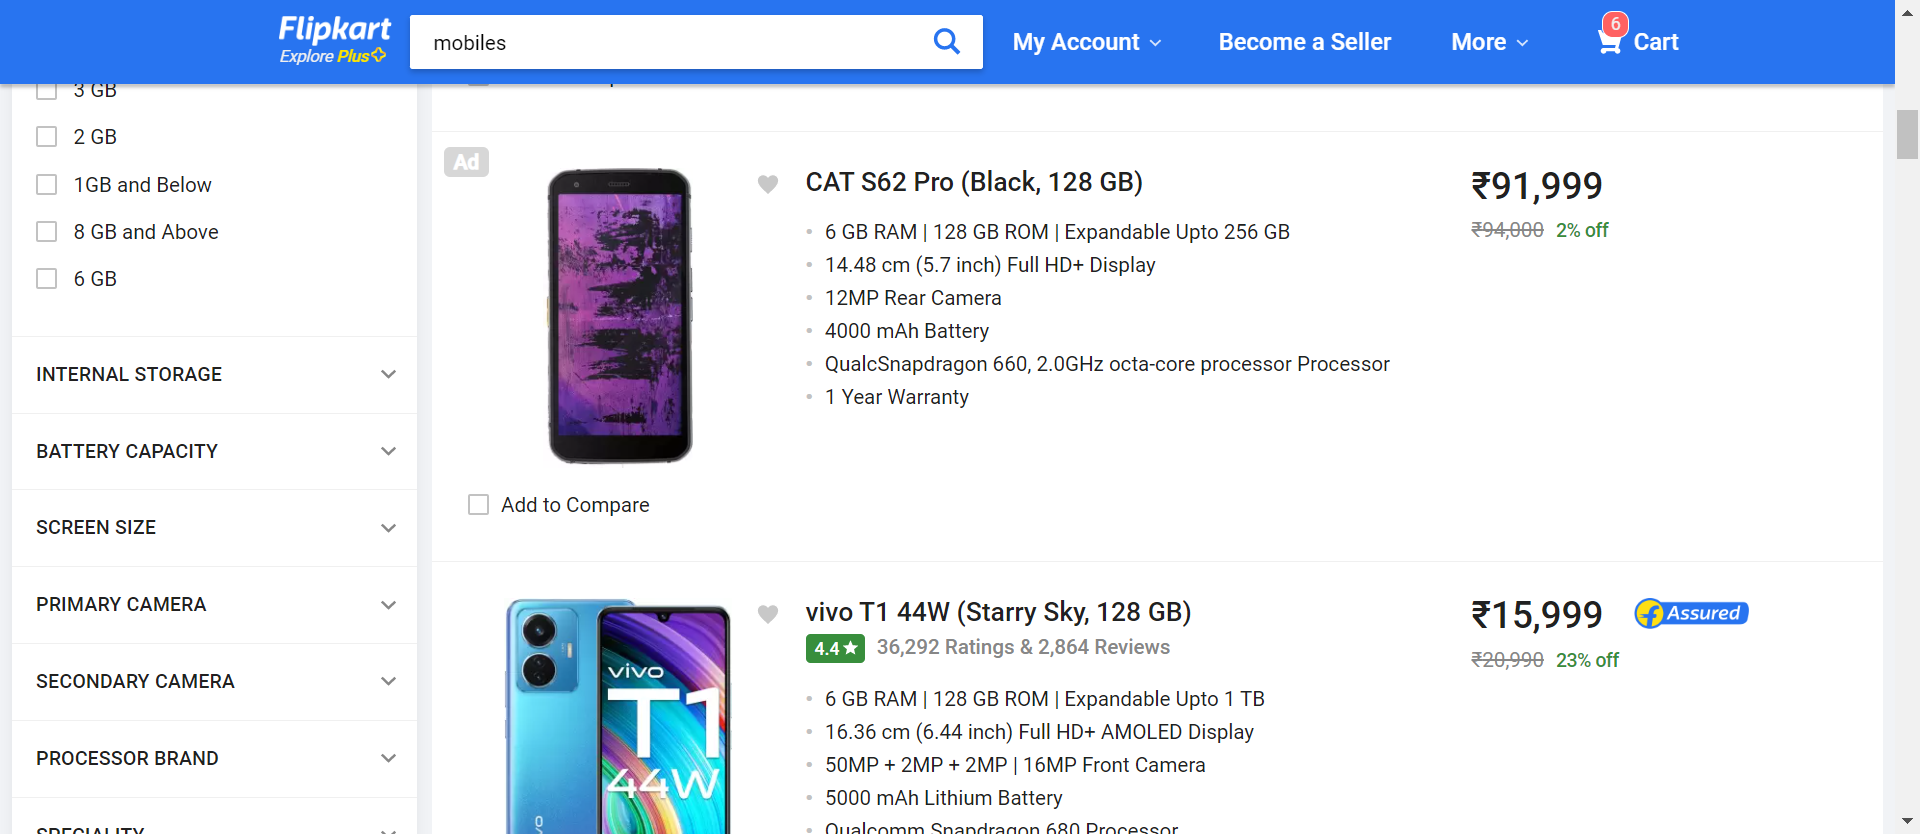 Flipkart
Explore Plus
mobiles
My Account
Become a Seller
More
6
Cart
3 GB
2 GB
1GB and Below
8 GB and Above
6 GB
INTERNAL STORAGE
BATTERY CAPACITY
SCREEN SIZE
PRIMARY CAMERA
SECONDARY CAMERA
PROCESSOR BRAND
SPECIALITY
Ad
CAT S62 Pro (Black, 128 GB)
6 GB RAM | 128 GB ROM | Expandable Upto 256 GB
14.48 cm (5.7 inch) Full HD+ Display
12MP Rear Camera
4000 mAh Battery
QualcSnapdragon 660, 2.0GHz octa-core processor Processor
1 Year Warranty
₹91,999
₹94,000 2% off
Add to Compare
vivo
T1
44W
vivo T1 44W (Starry Sky, 128 GB)
4.4★ 36,292 Ratings & 2,864 Reviews
6 GB RAM | 128 GB ROM | Expandable Upto 1 TB
16.36 cm (6.44 inch) Full HD+ AMOLED Display
50MP + 2MP + 2MP | 16MP Front Camera
5000 mAh Lithium Battery
Qualcomm Snapdragon 680 Processor
₹15,999
Assured
₹20,990 23% off